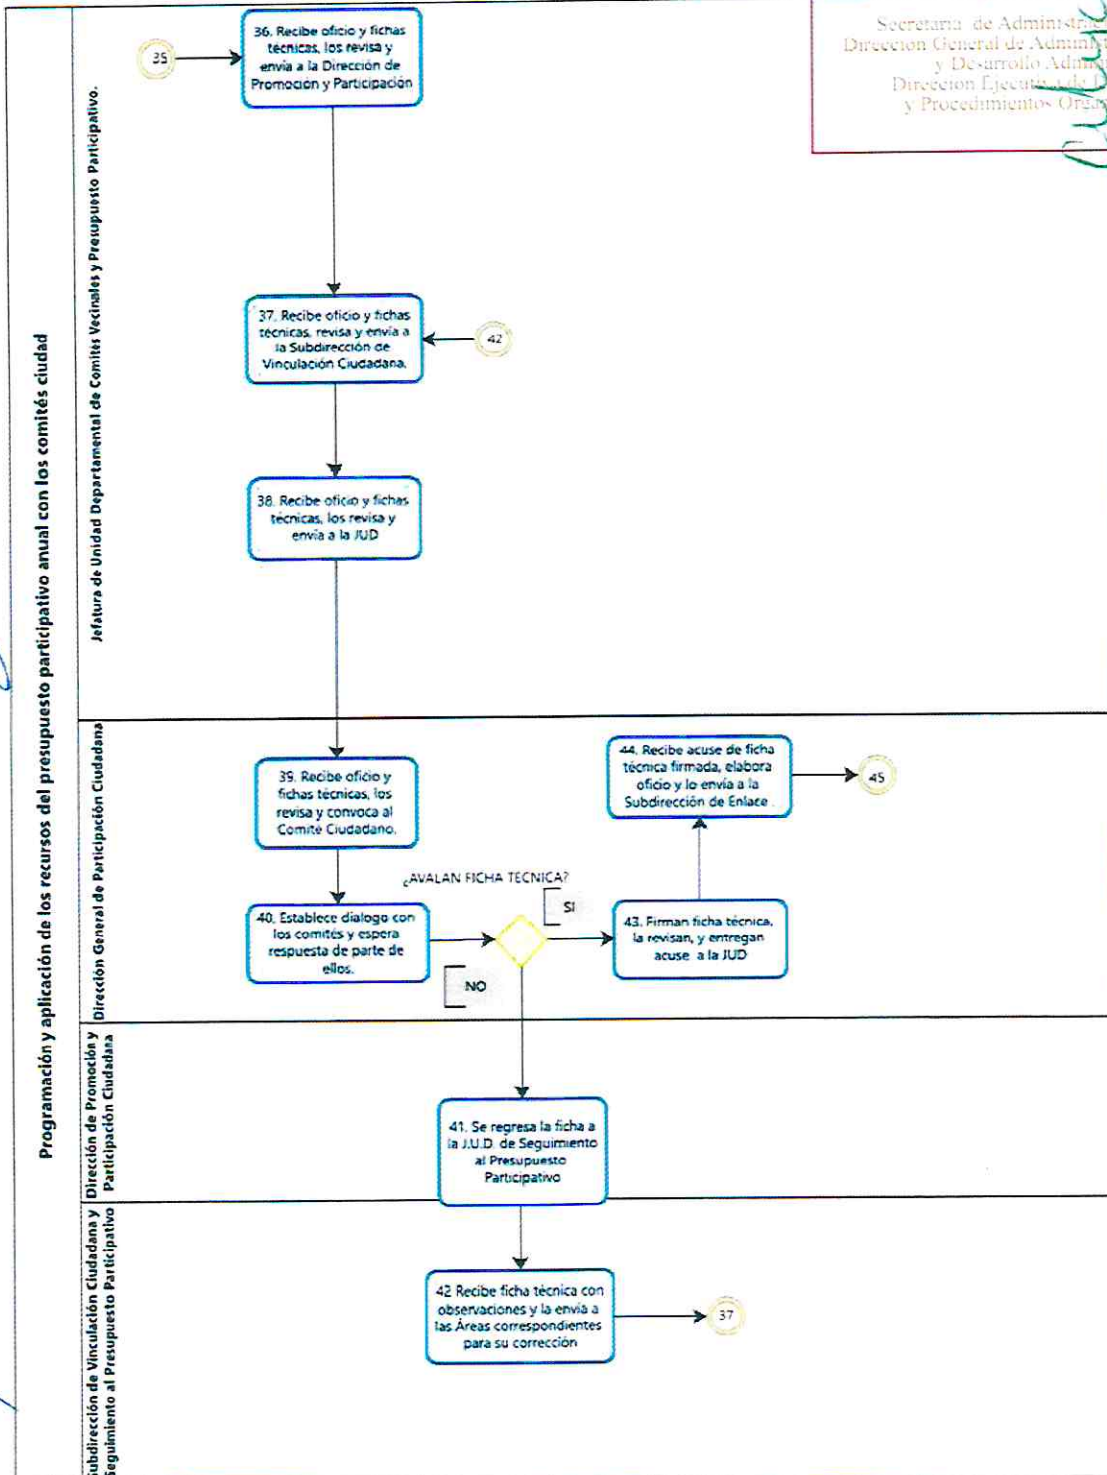 Secretaria de
Dirección General de
y Desarrollo
Dirección Ejecutiva de
y Procedimientos
Programación y aplicación de los recursos del presupuesto participativo anual con los comités ciudad
Jefatura de Unidad Departamental de Comites Vecinales y Presupuesto Participativo.
35
36. Recibe oficio y fichas
técnicas, los revisa y
envia a la Dirección de
Promoción y Participación
37. Recibe oficio y fichas
técnicas, revisa y envía a
la Subdirección de
Vinculación Ciudadana.
42
38. Recibe oficio y fichas
técnicas, los revisa y
envía a la JUD
Dirección General de Participación Ciudadana
39. Recibe oficio y
fichas técnicas, los
revisa y convoca al
Comité Ciudadano.
44. Recibe acuse de ficha
técnica firmada, elabora
oficio y lo envía a la
Subdirección de Enlace .
45
40. Establece dialogo con
los comités y espera
respuesta de parte de
ellos.
¿AVALAN FICHA TECNICA?
SI
NO
43. Firman ficha técnica,
la revisan, y entregan
acuse a la JUD
Dirección de Promoción y
Participación Ciudadana
41. Se regresa la ficha a
la J.U.D. de Seguimiento
al Presupuesto
Participativo
Subdirección de Vinculación Ciudadana y
Seguimiento al Presupuesto Participativo
42 Recibe ficha técnica con
observaciones y la envía a
las Áreas correspondientes
para su corrección
37